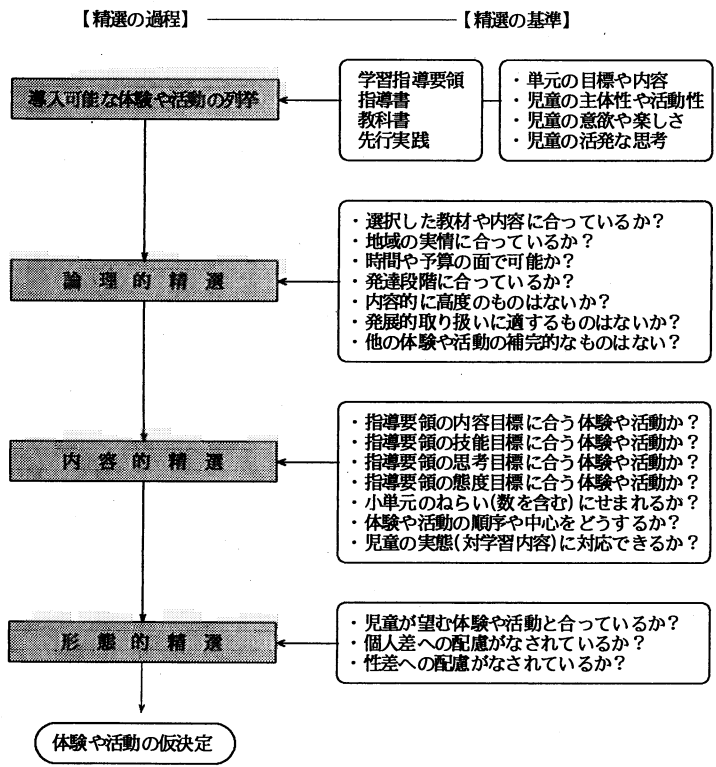 【精選の過程】
【精選の基準】
導入可能な体験や活動の列挙
学習指導要領
指導書
教科書
先行実践
・単元の目標や内容
・児童の主体性や活動性
・児童の意欲や楽しさ
・児童の活発な思考
論理的精選
・選択した教材や内容に合っているか？
・地域の実情に合っているか？
・時間や予算の面で可能か？
・発達段階に合っているか？
・内容的に高度のものはないか？
・発展的取り扱いに適するものはないか？
・他の体験や活動の補完的なものはない？
内容的精選
・指導要領の内容目標に合う体験や活動か？
・指導要領の技能目標に合う体験や活動か？
・指導要領の思考目標に合う体験や活動か？
・指導要領の態度目標に合う体験や活動か？
・小単元のねらい(数を含む)にせまれるか？
・体験や活動の順序や中心をどうするか？
・児童の実態(対学習内容)に対応できるか？
形態的精選
・児童が望む体験や活動と合っているか？
・個人差への配慮がなされているか？
・性差への配慮がなされているか？
体験や活動の仮決定